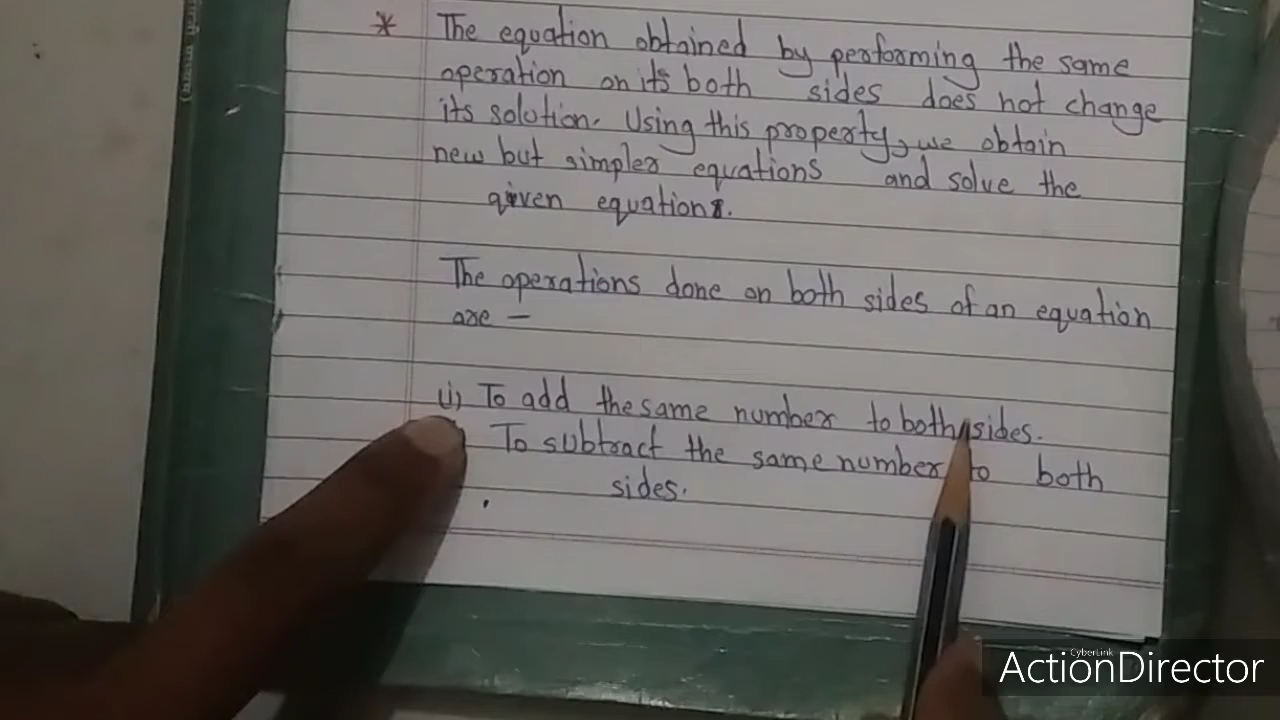 * The equation obtained by performing the same
operation on its both sides does not change
its solution. Using this property, we obtain
new but simpler equations and solve the
given equation.
The operations done on both sides of an equation
are —
(i) To add the same number to both sides.
To subtract the same number to both
sides.
CyberLink
ActionDirector